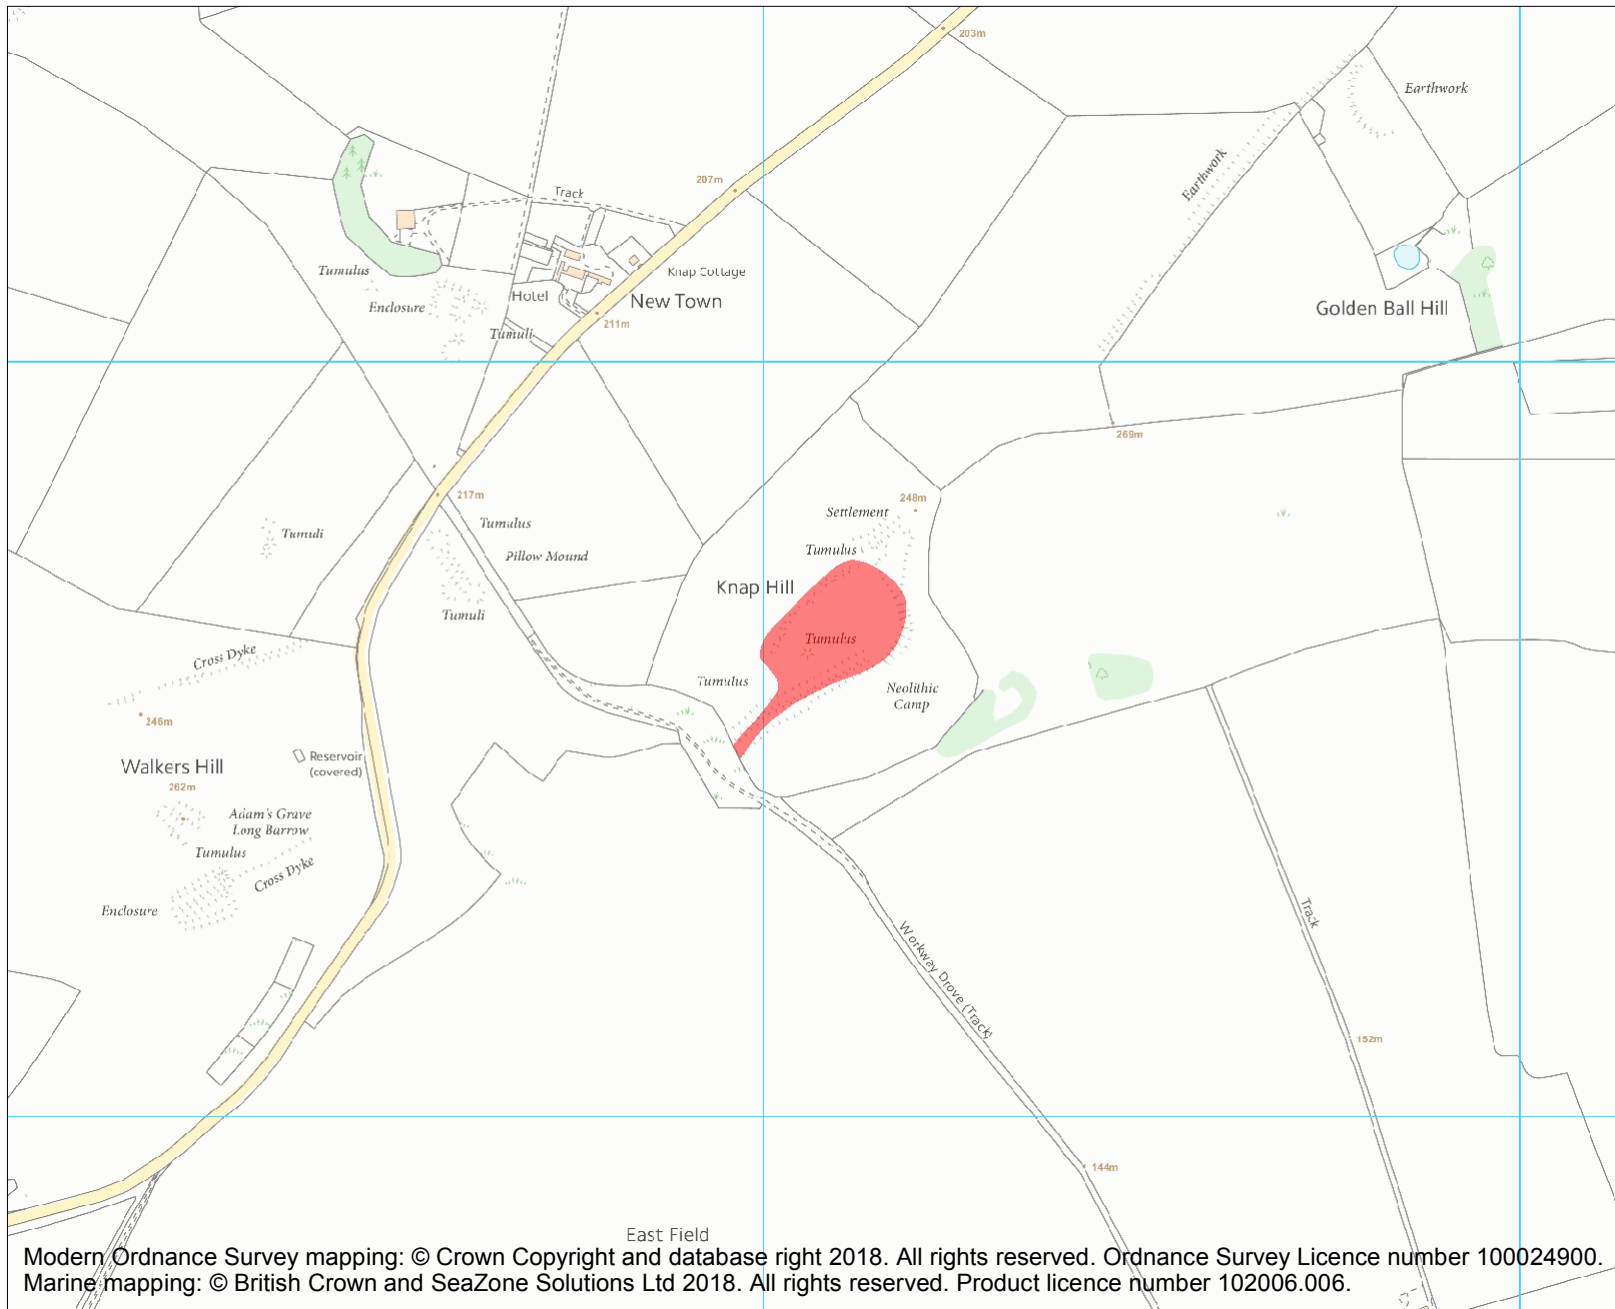 203m
Earthwork
Earthwork
207m
Track
Tumulus
Knap Cottage
Enclosure
Hotel
New Town
Golden Ball Hill
211m
Tumuli
269m
217m
248m
Settlement
Tumulus
Tumuli
Pillow Mound
Tumulus
Knap Hill
Tumuli
Tumulus
Cross Dyke
Tumulus
Neolithic
Camp
246m
Walkers Hill
Reservoir
(covered)
262m
Adam's Grave
Long Barrow
Tumulus
Cross Dyke
Enclosure
Track
Workway Drove (Track)
152m
144m
East Field
Modern Ordnance Survey mapping: © Crown Copyright and database right 2018. All rights reserved. Ordnance Survey Licence number 100024900.
Marine mapping: © British Crown and SeaZone Solutions Ltd 2018. All rights reserved. Product licence number 102006.006.